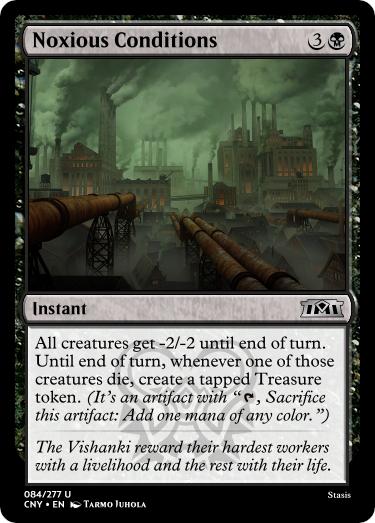 Noxious Conditions 3
Instant
All creatures get -2/-2 until end of turn.
Until end of turn, whenever one of those
creatures die, create a tapped Treasure
token. (It's an artifact with “, Sacrifice
this artifact: Add one mana of any color.”)
The Vishanki reward their hardest workers
with a livelihood and the rest with their life.
084/277 U
Stasis
CNY • EN Tarmo Juhola